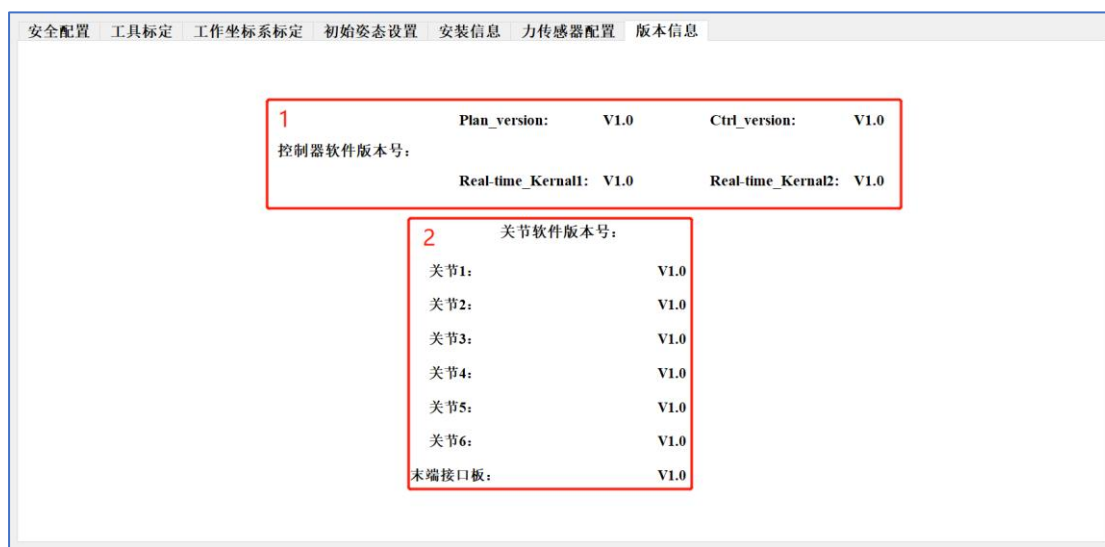 安全配置 工具标定 工作坐标系标定 初始姿态设置 安装信息 力传感器配置 版本信息
1
Plan_version: V1.0 Ctrl_version: V1.0
控制器软件版本号:
Real-time_Kernal1: V1.0 Real-time_Kernal2: V1.0
2 关节软件版本号:
关节1: V1.0
关节2: V1.0
关节3: V1.0
关节4: V1.0
关节5: V1.0
关节6: V1.0
末端接口板: V1.0